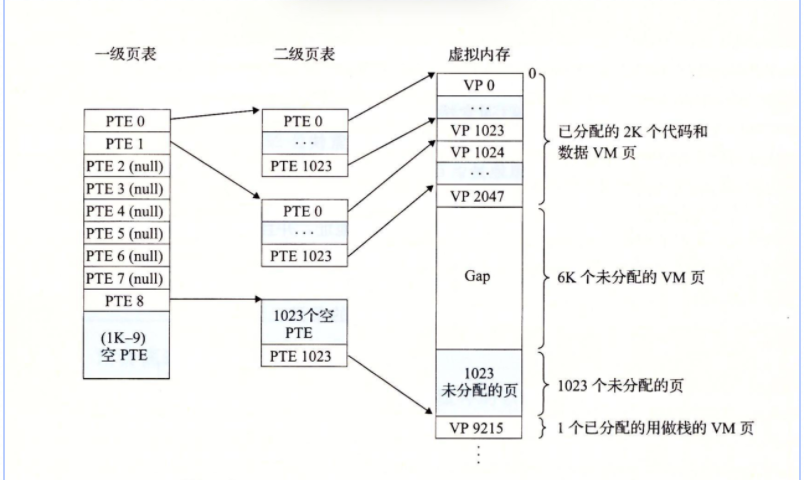 一级页表
二级页表
虚拟内存
PTE 0
PTE 1
PTE 2 (null)
PTE 3 (null)
PTE 4 (null)
PTE 5 (null)
PTE 6 (null)
PTE 7 (null)
PTE 8
(1K–9)
空 PTE
PTE 0
···
PTE 1023
PTE 0
···
PTE 1023
1023个空
PTE
PTE 1023
0
VP 0
···
VP 1023
VP 1024
···
VP 2047
Gap
1023
未分配的页
VP 9215
已分配的 2K 个代码和
数据 VM 页
6K 个未分配的 VM 页
1023 个未分配的页
1 个已分配的用做栈的 VM 页